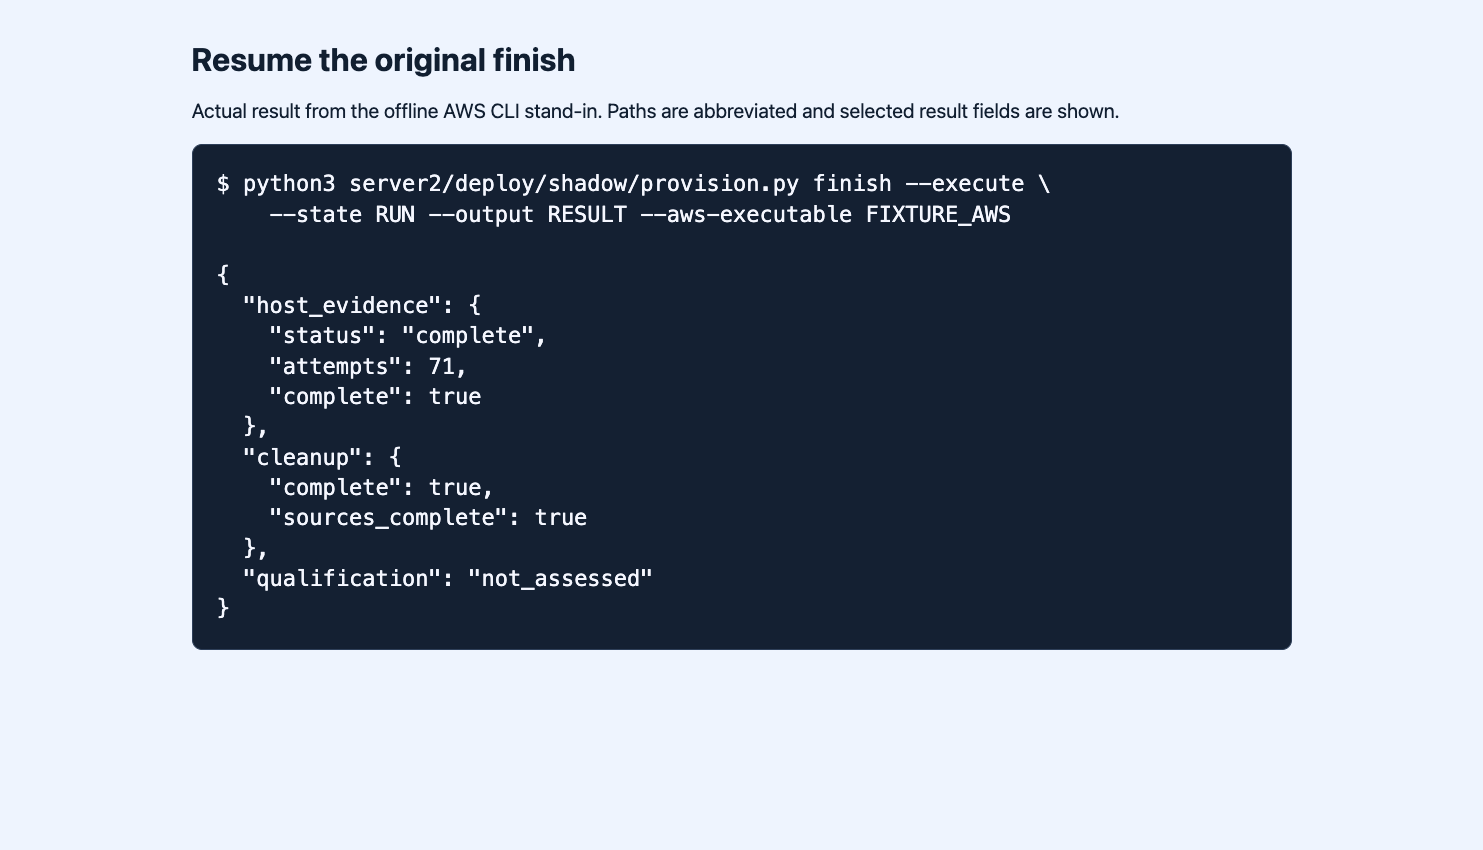 Resume the original finish
Actual result from the offline AWS CLI stand-in. Paths are abbreviated and selected result fields are shown.
$ python3 server2/deploy/shadow/provision.py finish --execute \
    --state RUN --output RESULT --aws-executable FIXTURE_AWS

{
  "host_evidence": {
    "status": "complete",
    "attempts": 71,
    "complete": true
  },
  "cleanup": {
    "complete": true,
    "sources_complete": true
  },
  "qualification": "not_assessed"
}